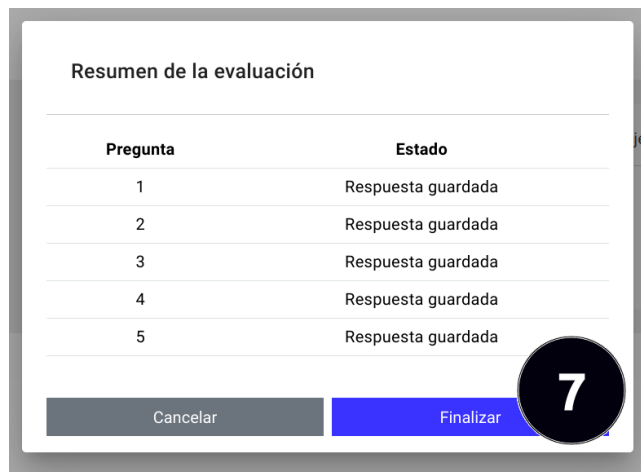 Resumen de la evaluación
Pregunta Estado
1 Respuesta guardada
2 Respuesta guardada
3 Respuesta guardada
4 Respuesta guardada
5 Respuesta guardada
Cancelar Finalizar
7